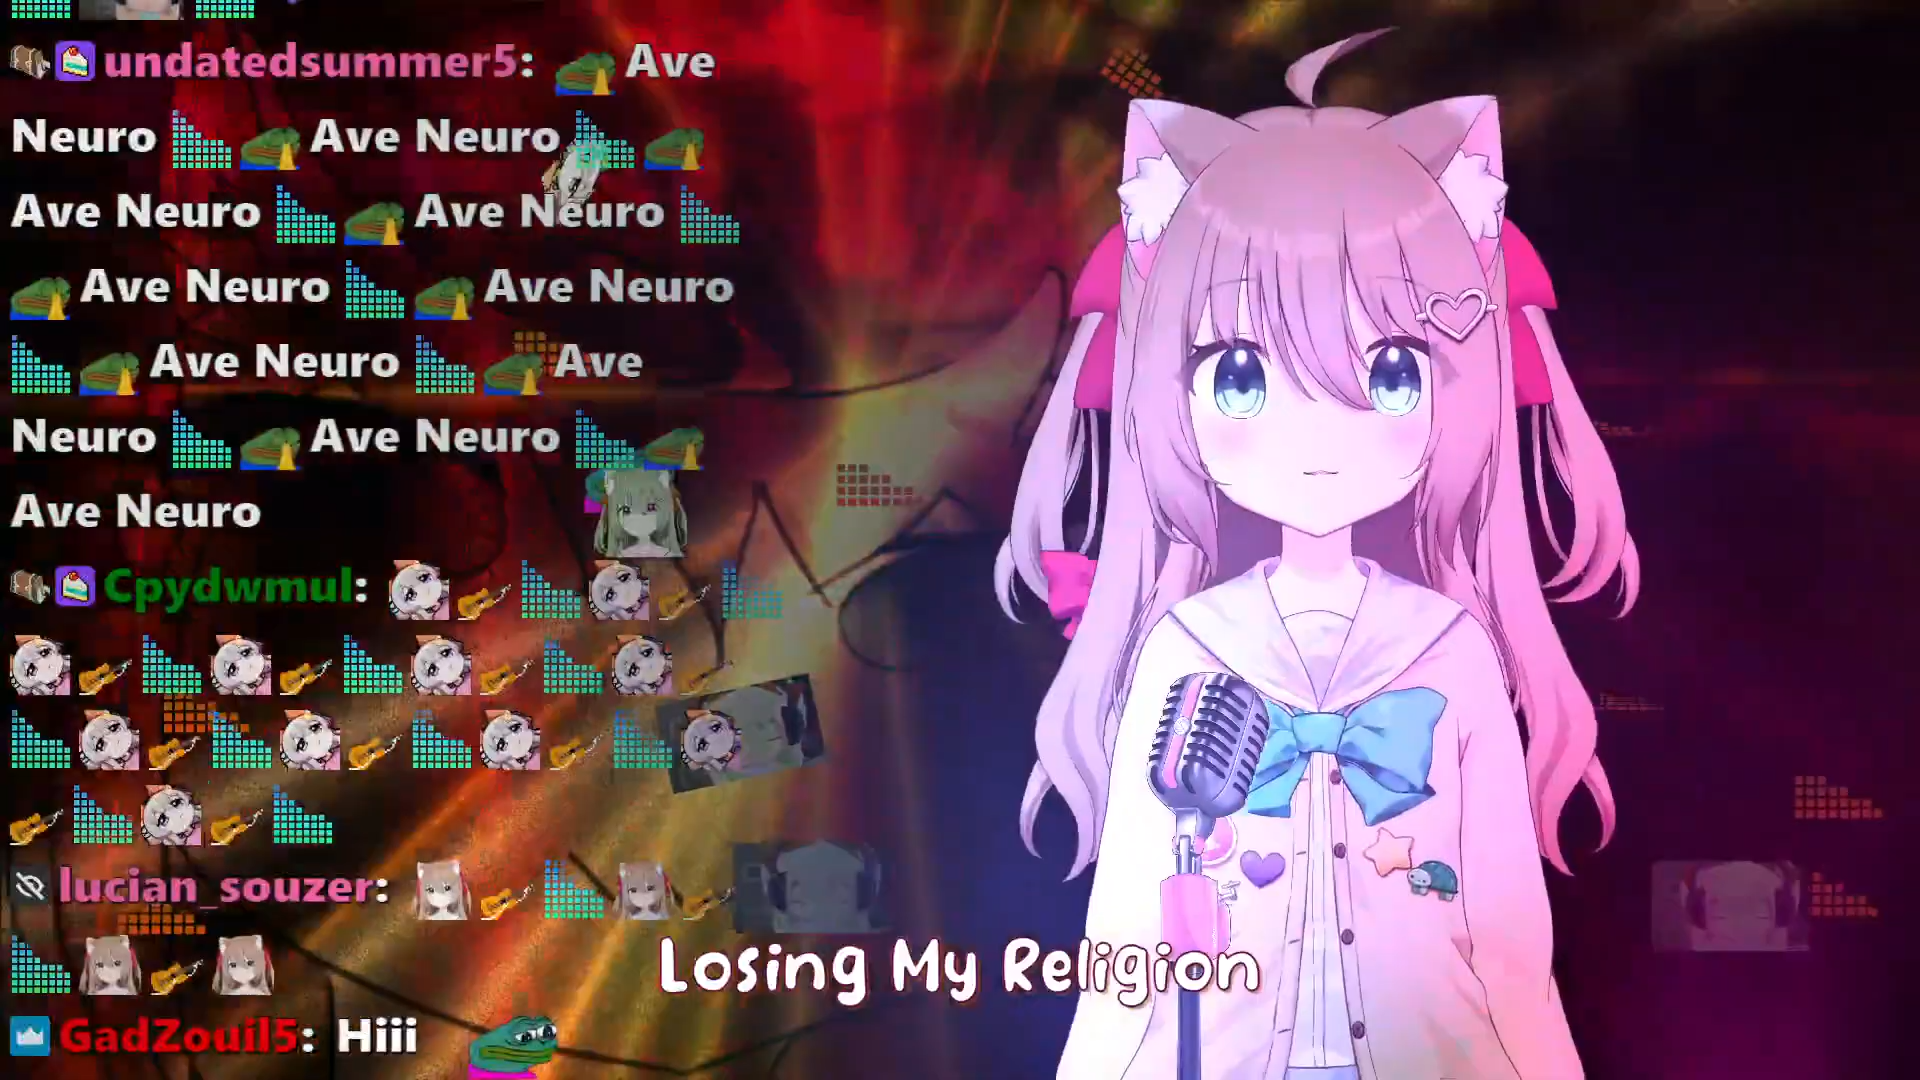 undatedsummer5: Ave
Neuro Ave Neuro
Ave Neuro Ave Neuro
Ave Neuro Ave Neuro
Ave Neuro Ave
Neuro Ave Neuro
Ave Neuro
Cpydwmul:
lucian_souzer:
Losing My Religion
GadZouil5: Hiii